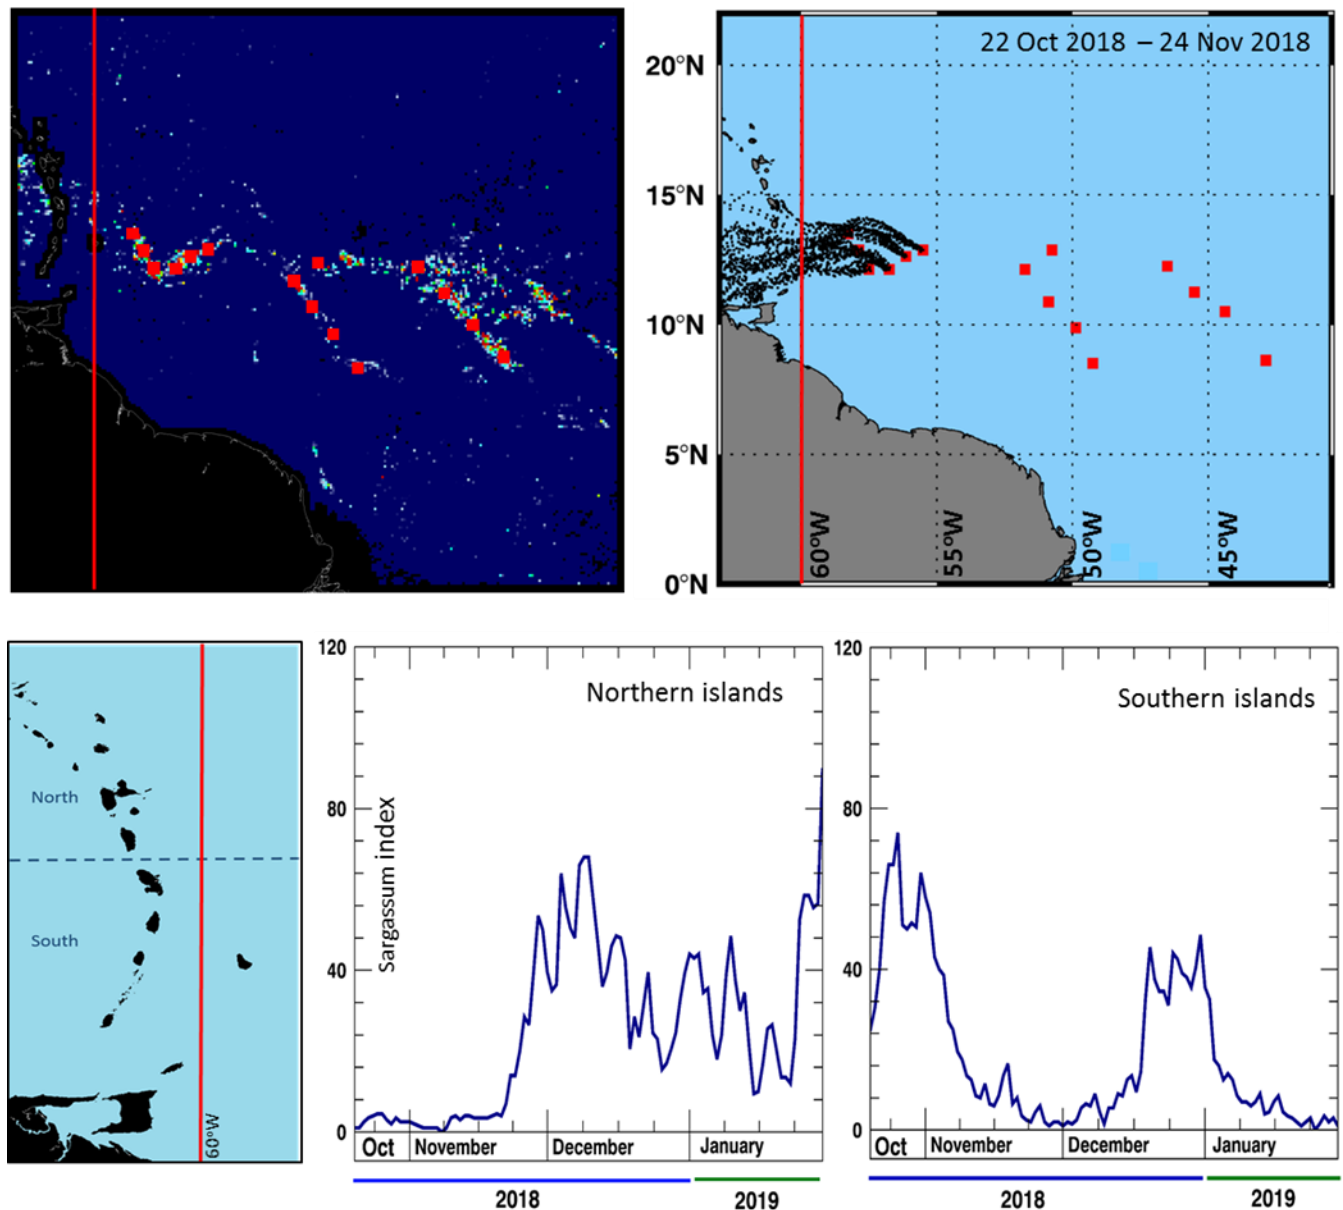 22 Oct 2018 – 24 Nov 2018
20°N
15°N
10°N
5°N
0°N
60°W
55°W
50°W
45°W
North
South
60°W
120
80
40
0
Sargassum index
Northern islands
Oct
November
December
January
2018
2019
120
80
40
0
Southern islands
Oct
November
December
January
2018
2019